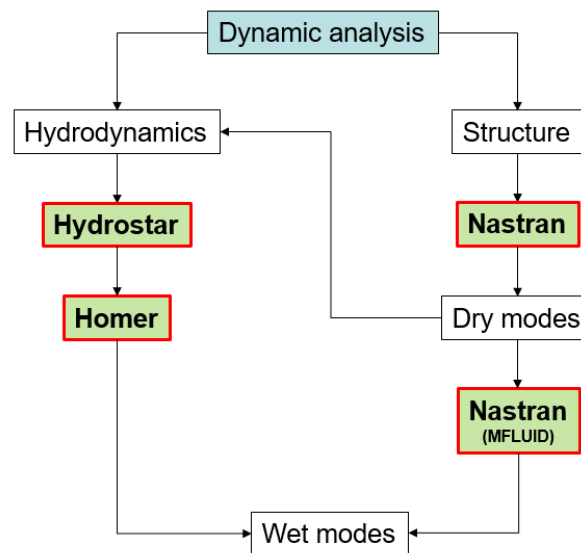 Dynamic analysis
Hydrodynamics
Structure
Hydrostar
Nastran
Homer
Dry modes
Nastran
(MFLUID)
Wet modes